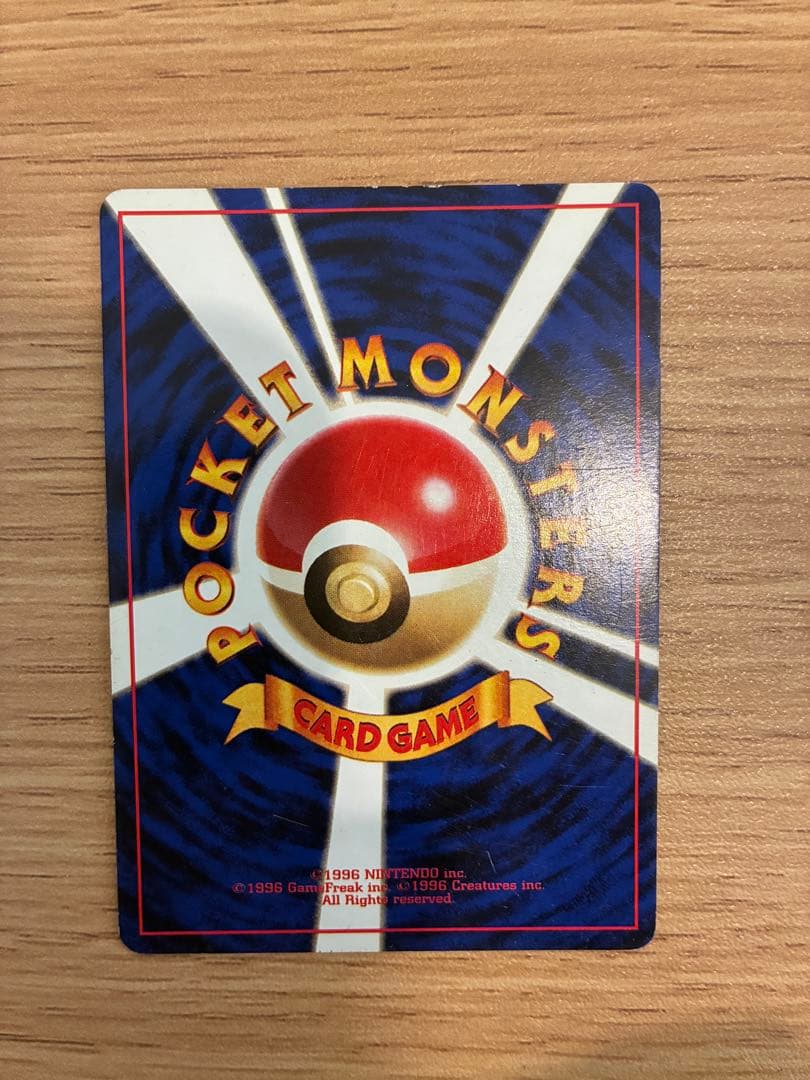 POCKET MONSTERS
CARD GAME
©1996 NINTENDO inc.
©1996 GameFreak inc. ©1996 Creatures inc.
All Rights reserved.